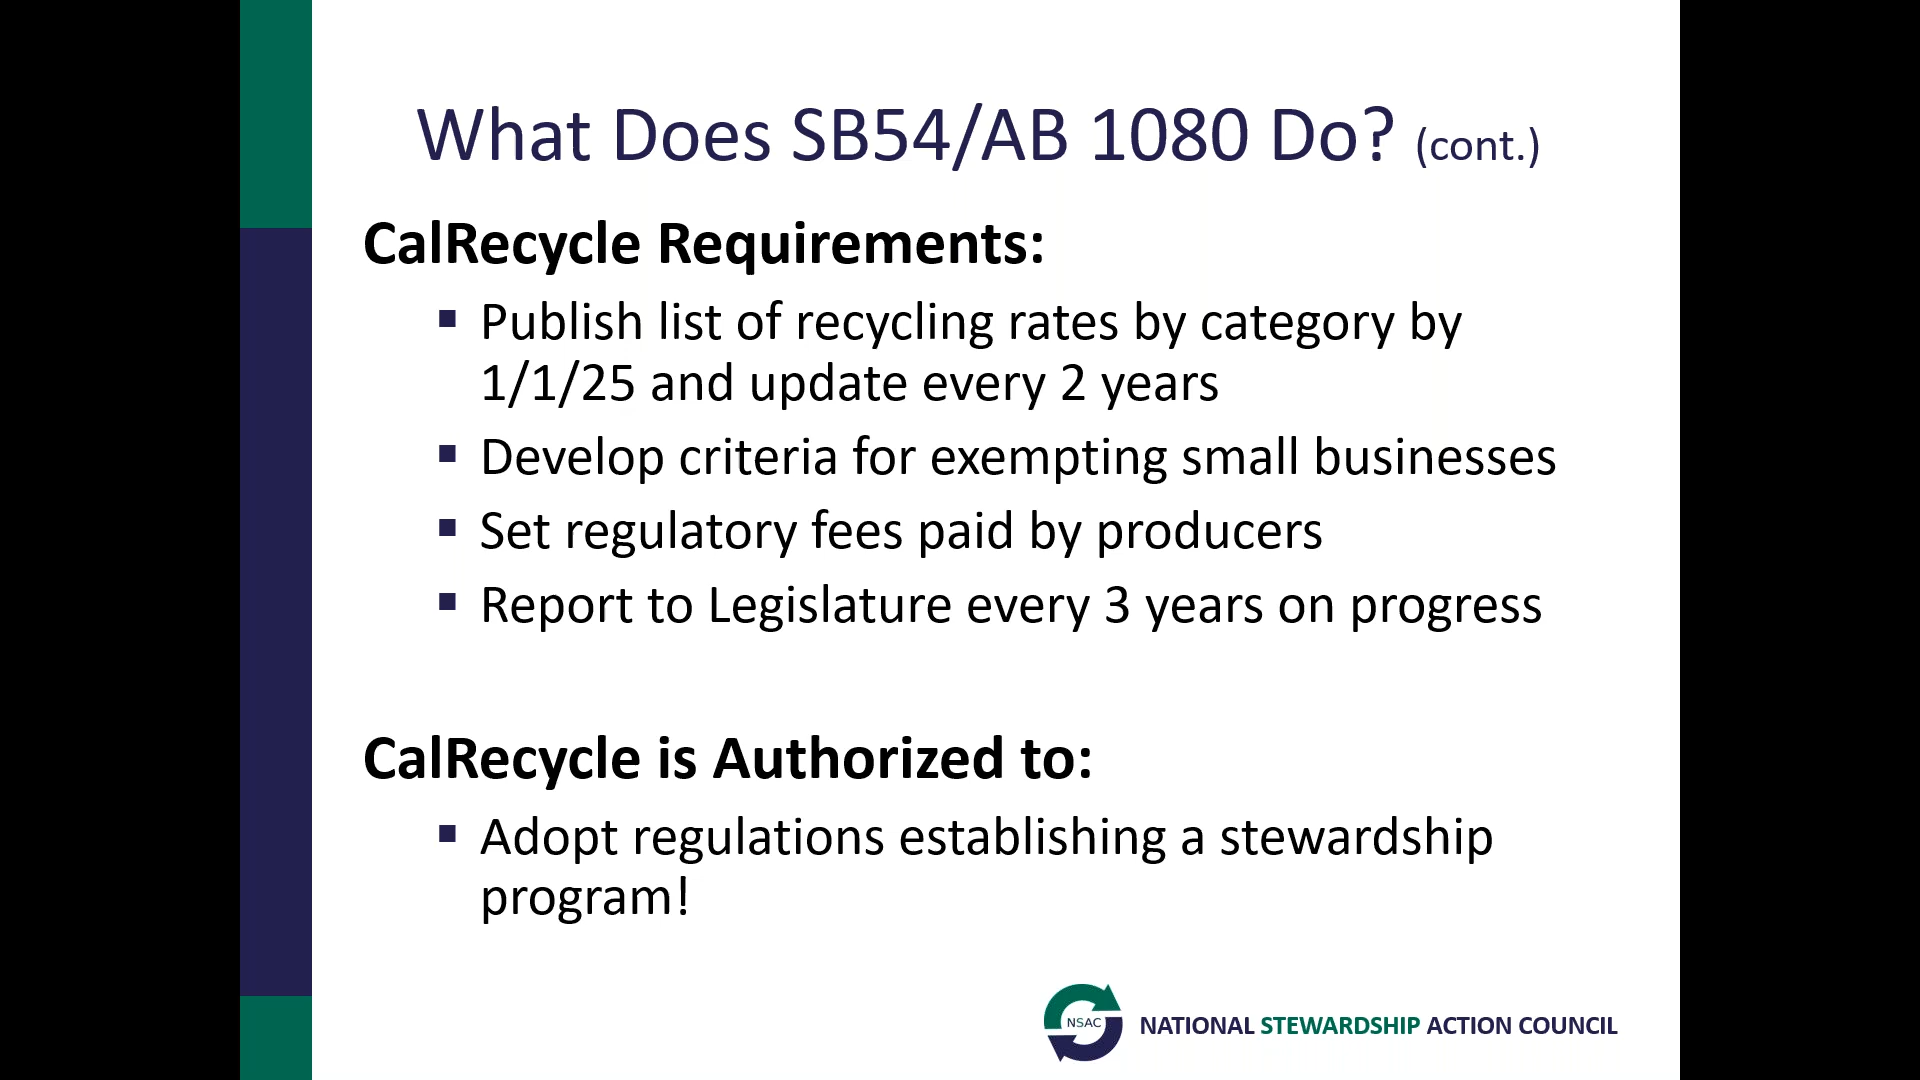 What Does SB54/AB 1080 Do? (cont.)
CalRecycle Requirements:
▪ Publish list of recycling rates by category by
1/1/25 and update every 2 years
▪ Develop criteria for exempting small businesses
▪ Set regulatory fees paid by producers
▪ Report to Legislature every 3 years on progress
CalRecycle is Authorized to:
▪ Adopt regulations establishing a stewardship
program!
NSAC
NATIONAL STEWARDSHIP ACTION COUNCIL